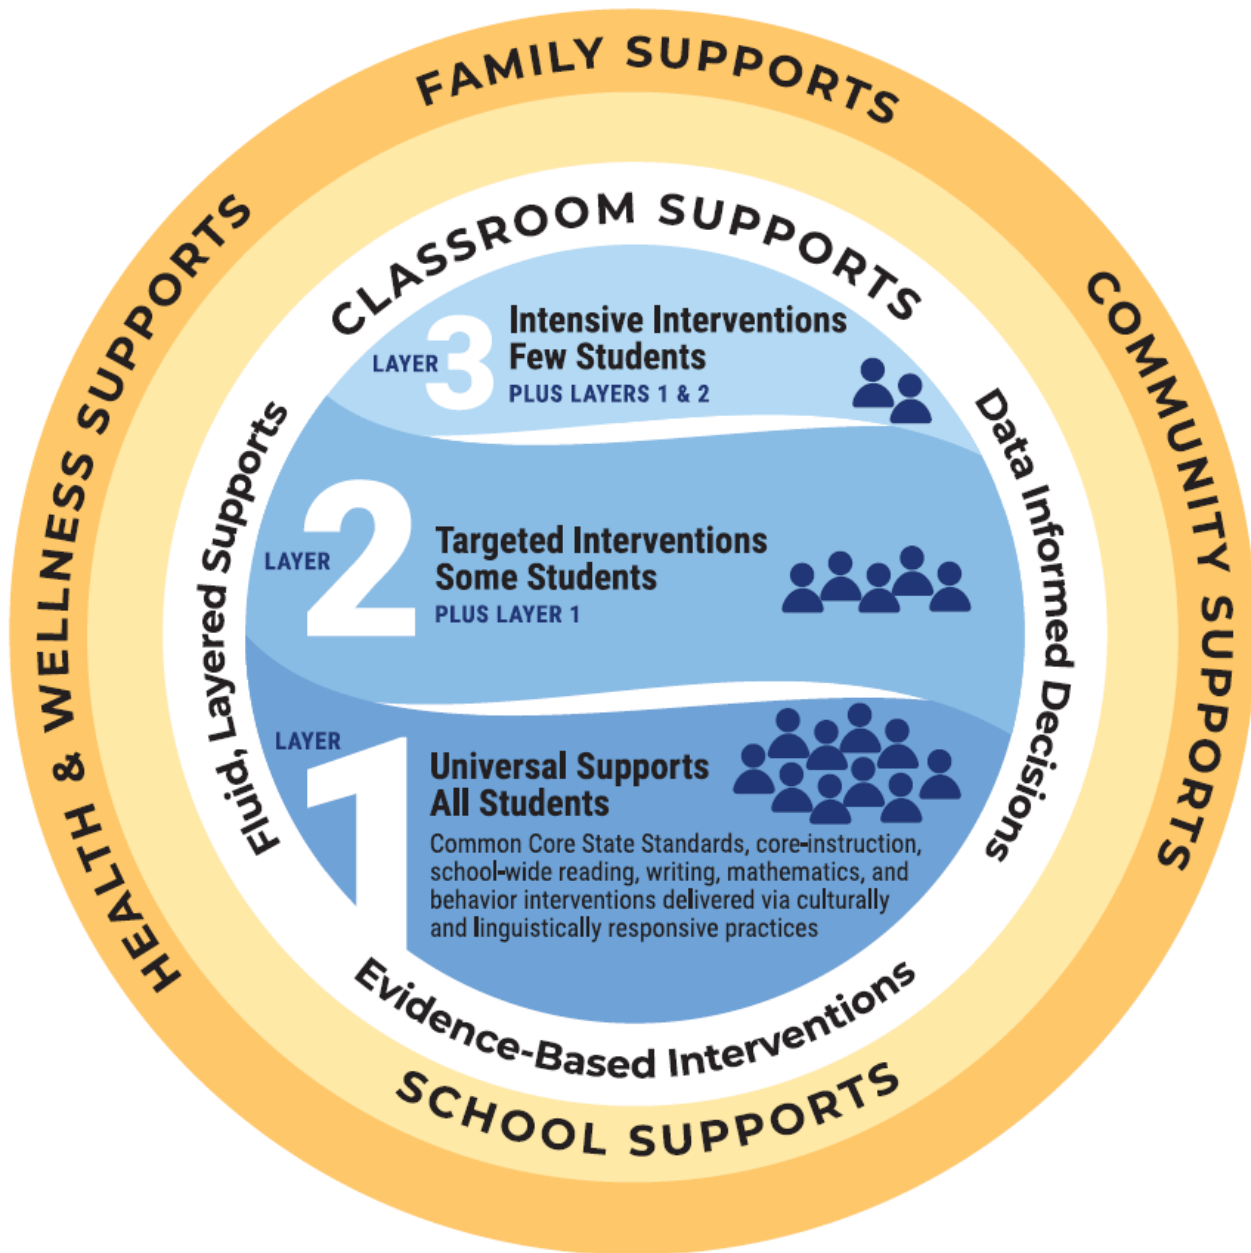 FAMILY SUPPORTS
HEALTH & WELLNESS SUPPORTS
COMMUNITY SUPPORTS
CLASSROOM SUPPORTS
Fluid, Layered Supports
Data Informed Decisions
LAYER 3
Intensive Interventions
Few Students
PLUS LAYERS 1 & 2
LAYER 2
Targeted Interventions
Some Students
PLUS LAYER 1
LAYER 1
Universal Supports
All Students
Common Core State Standards, core-instruction,
school-wide reading, writing, mathematics, and
behavior interventions delivered via culturally
and linguistically responsive practices
Evidence-Based Interventions
SCHOOL SUPPORTS